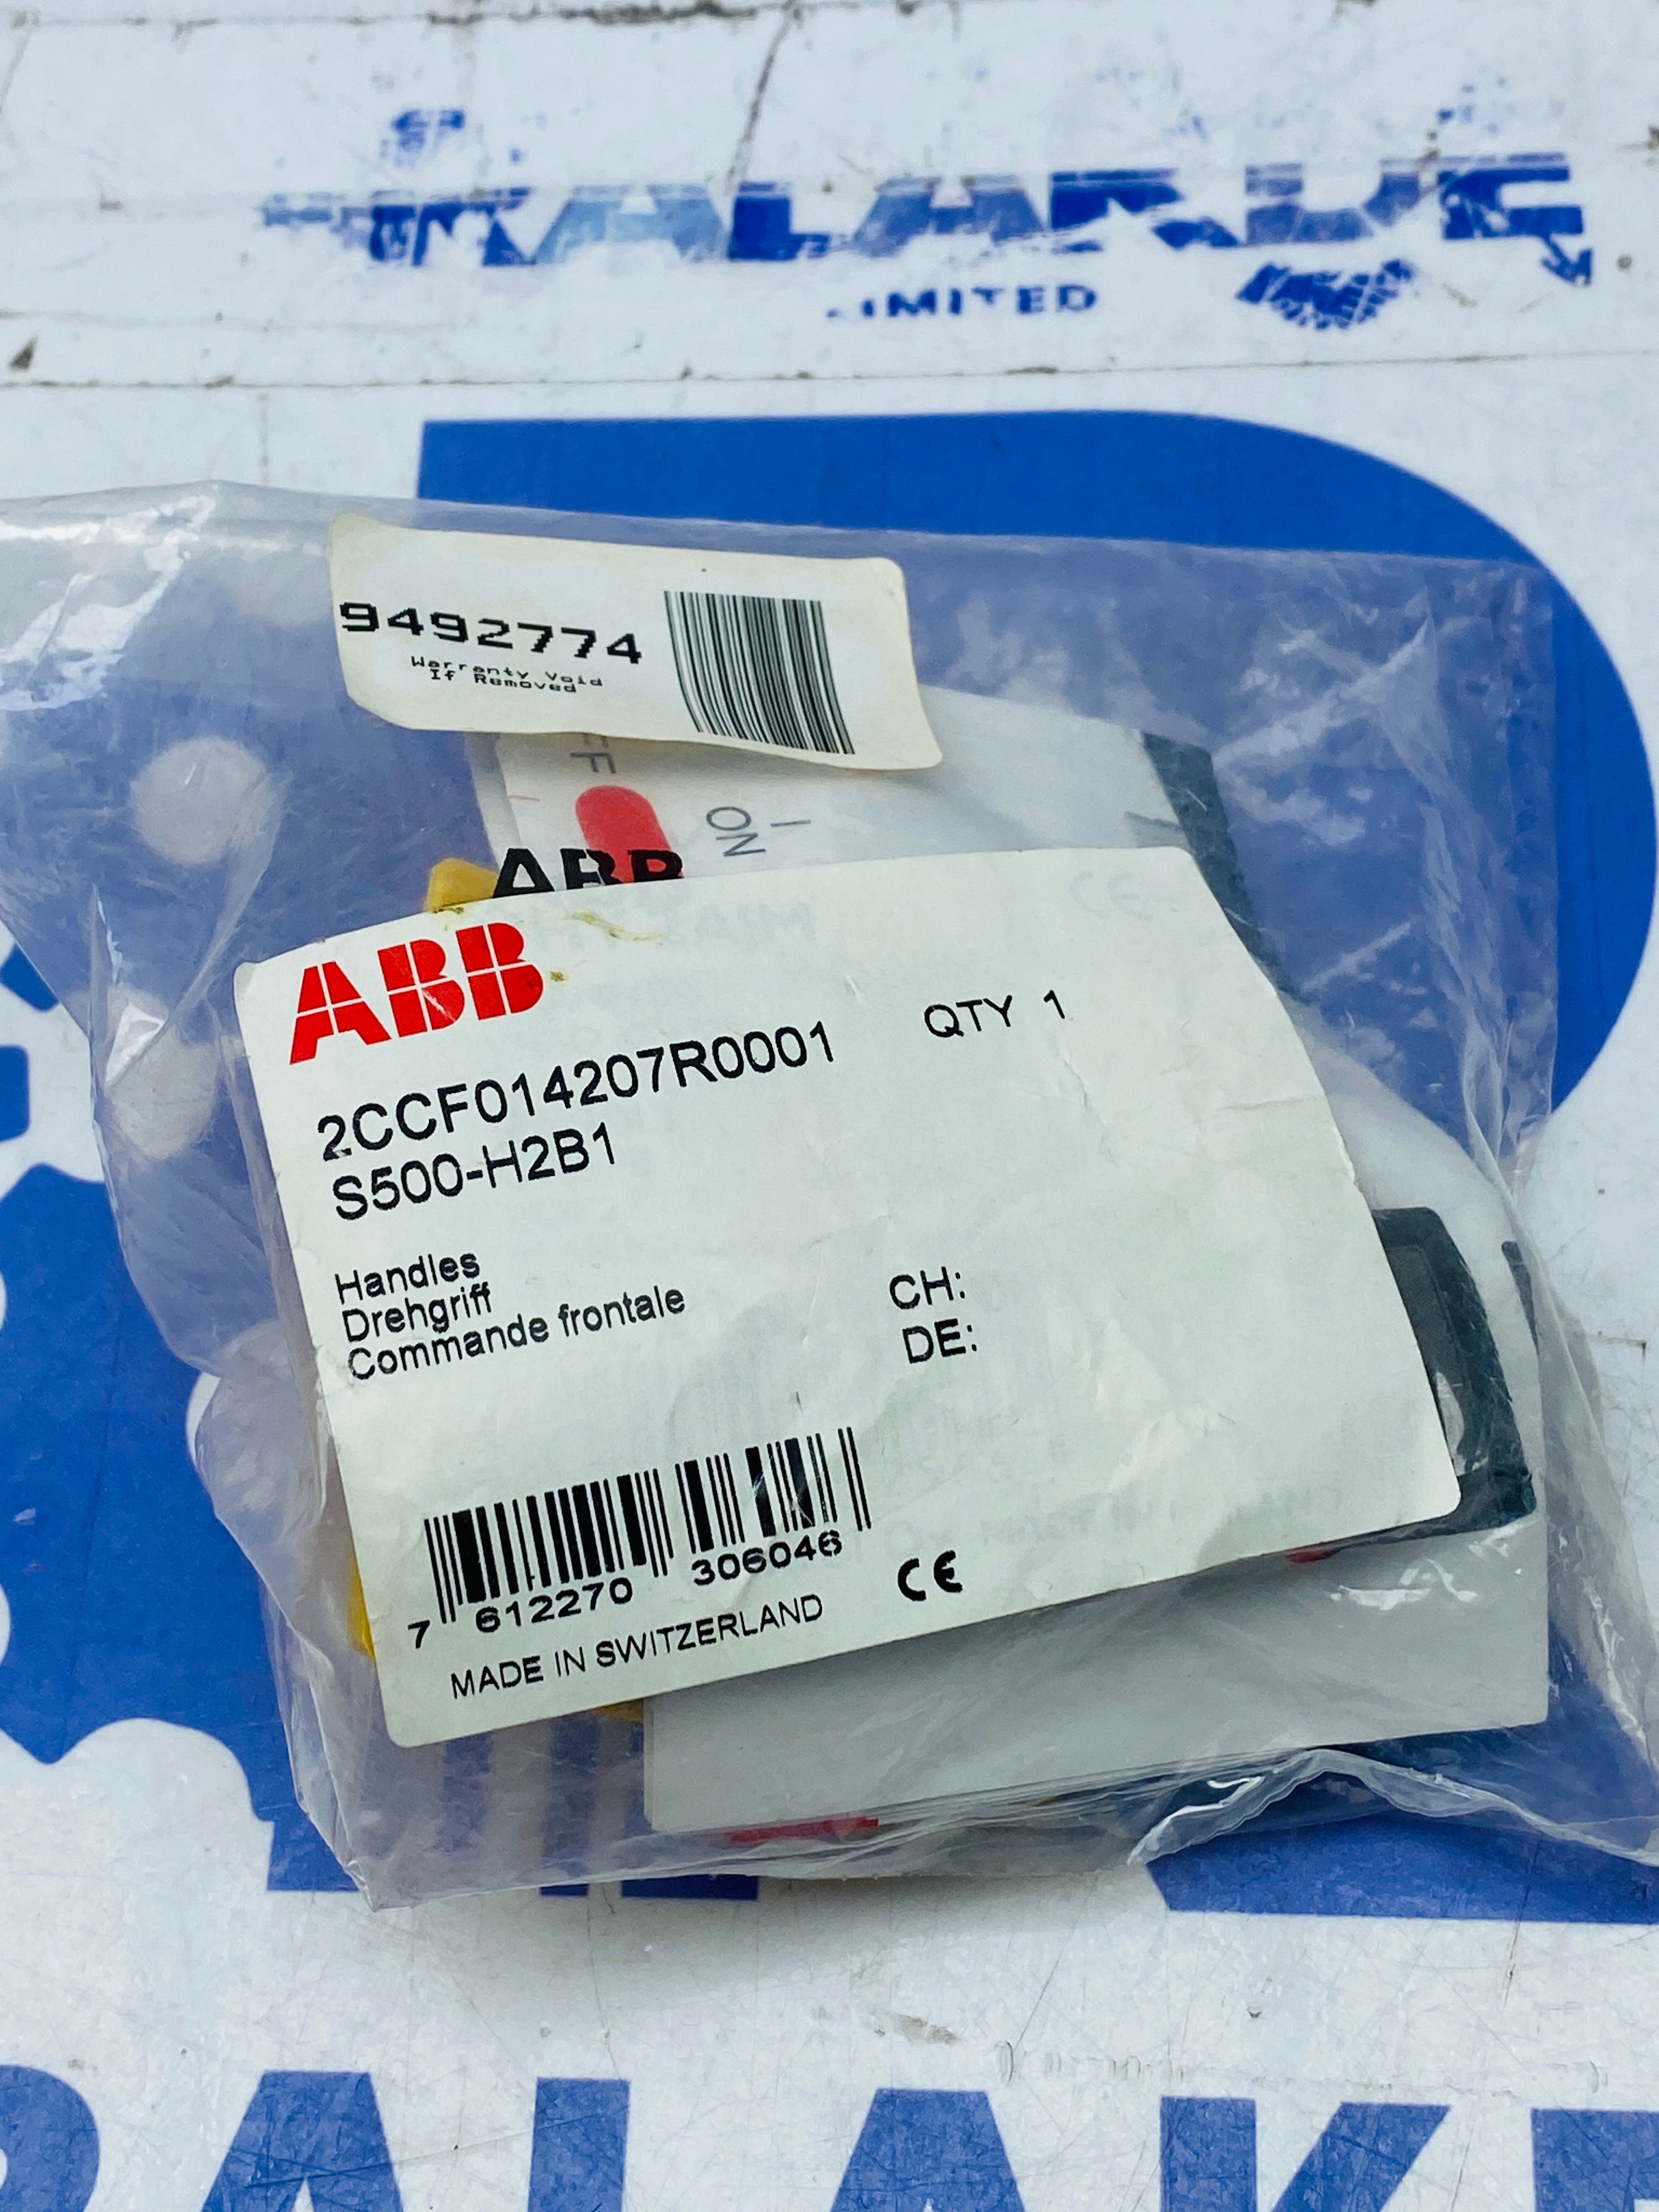 LIMITED
9492774
Warranty Void
If Removed
ON
I
ABB
ABB
2CCF014207R0001
QTY 1
S500-H2B1
Handles
Drehgriff
Commande frontale
CH:
DE:
7 612270 306046
MADE IN SWITZERLAND
CE